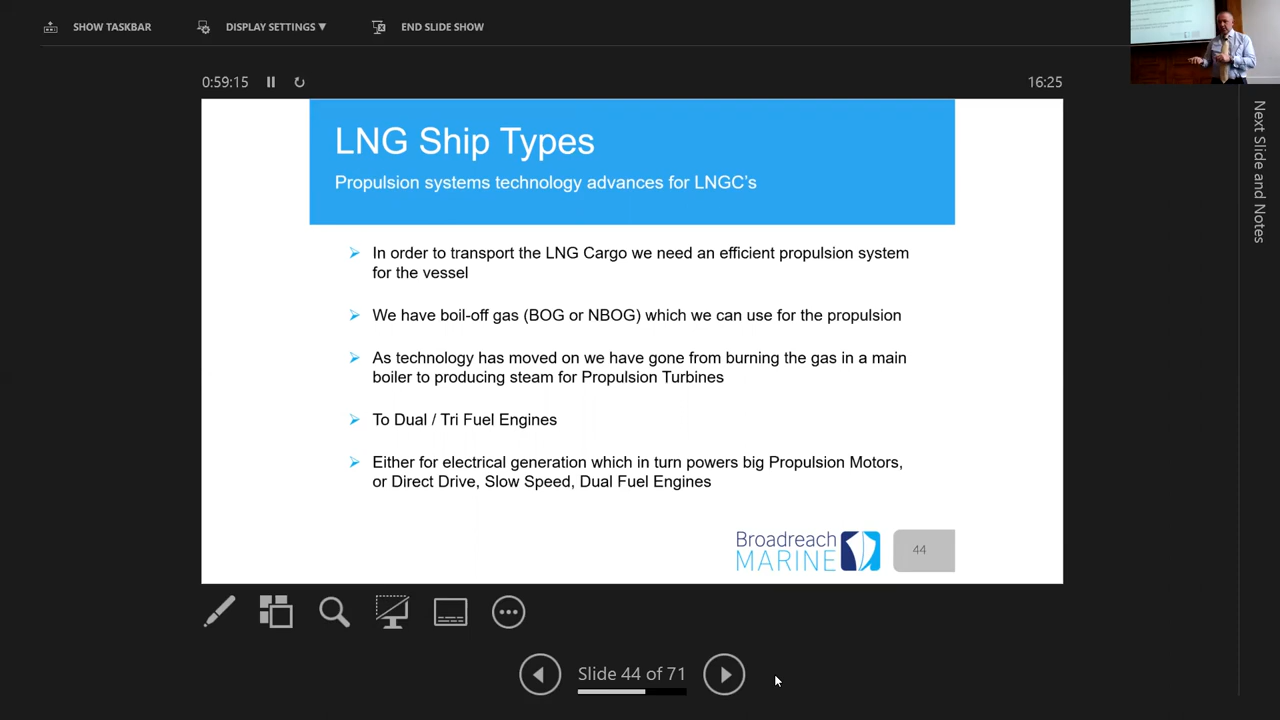 SHOW TASKBAR
DISPLAY SETTINGS ▼
END SLIDE SHOW
0:59:15
16:25
LNG Ship Types
Propulsion systems technology advances for LNGC's
In order to transport the LNG Cargo we need an efficient propulsion system
for the vessel
We have boil-off gas (BOG or NBOG) which we can use for the propulsion
As technology has moved on we have gone from burning the gas in a main
boiler to producing steam for Propulsion Turbines
To Dual / Tri Fuel Engines
Either for electrical generation which in turn powers big Propulsion Motors,
or Direct Drive, Slow Speed, Dual Fuel Engines
Broadreach
MARINE
44
Slide 44 of 71
Next Slide and Notes